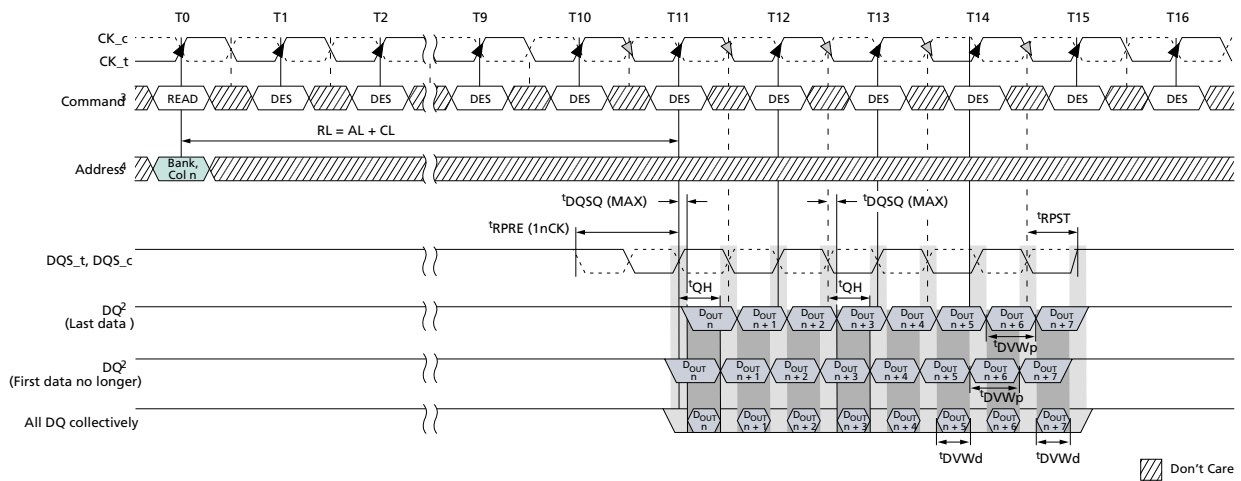 T0 T1 T2 T9 T10 T11 T12 T13 T14 T15 T16
CK_c
CK_t
Command3 READ DES DES DES DES DES DES DES DES DES DES
RL = AL + CL
Address4 Bank,
Col n
tDQSQ (MAX) tDQSQ (MAX)
tRPRE (1nCK) tRPST
DQS_t, DQS_c
tQH tQH
DQ2
(Last data )
DOUT n DOUT n + 1 DOUT n + 2 DOUT n + 3 DOUT n + 4 DOUT n + 5 DOUT n + 6 DOUT n + 7
tDVWp
DQ2
(First data no longer)
DOUT n DOUT n + 1 DOUT n + 2 DOUT n + 3 DOUT n + 4 DOUT n + 5 DOUT n + 6 DOUT n + 7
tDVWp
All DQ collectively
DOUT n DOUT n + 1 DOUT n + 2 DOUT n + 3 DOUT n + 4 DOUT n + 5 DOUT n + 6 DOUT n + 7
tDVWd tDVWd
Don't Care